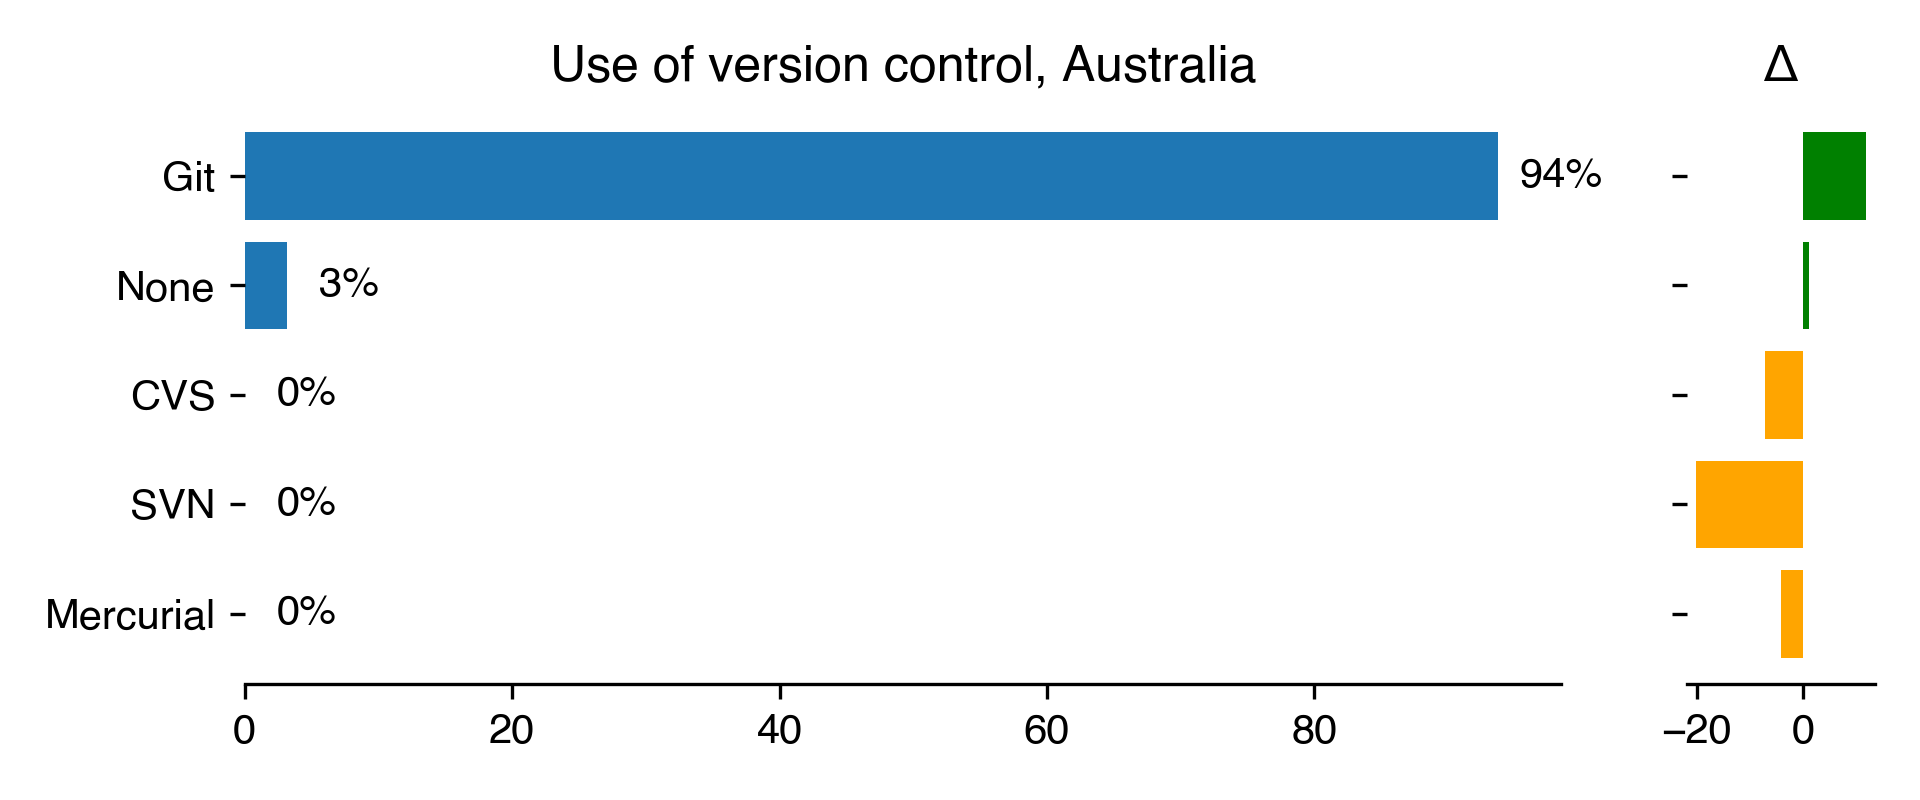 Use of version control, Australia
Δ
Git
94%
None
3%
CVS
0%
SVN
0%
Mercurial
0%
0
20
40
60
80
−20
0